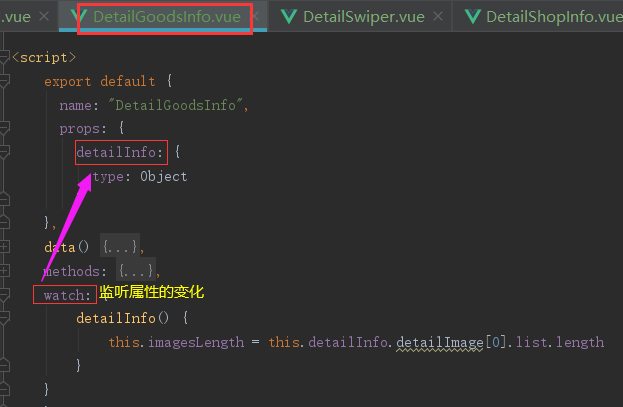 .vue × DetailGoodsInfo.vue × DetailSwiper.vue × DetailShopInfo.vue
<script>
export default {
name: "DetailGoodsInfo",
props: {
detailInfo: {
type: Object
},
data() {...},
methods: {...},
watch: { 监听属性的变化
detailInfo() {
this.imagesLength = this.detailInfo.detailImage[0].list.length
}
}